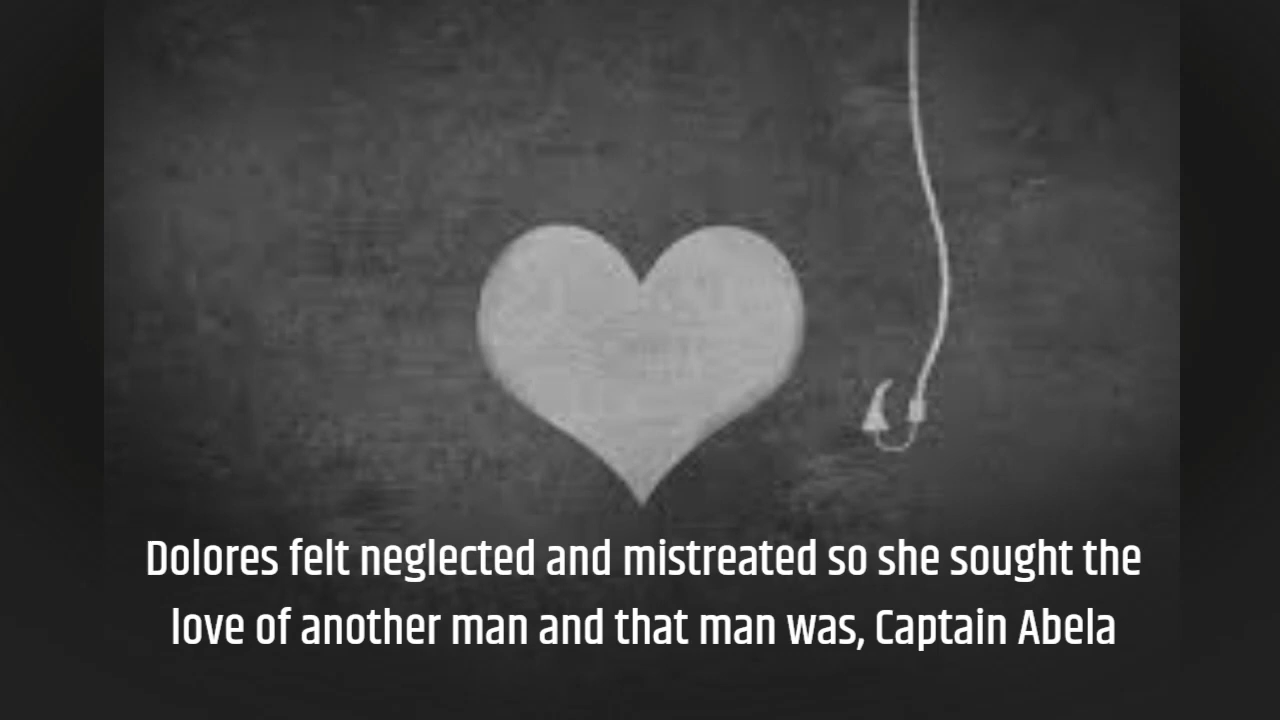 Dolores felt neglected and mistreated so she sought the
love of another man and that man was, Captain Abela